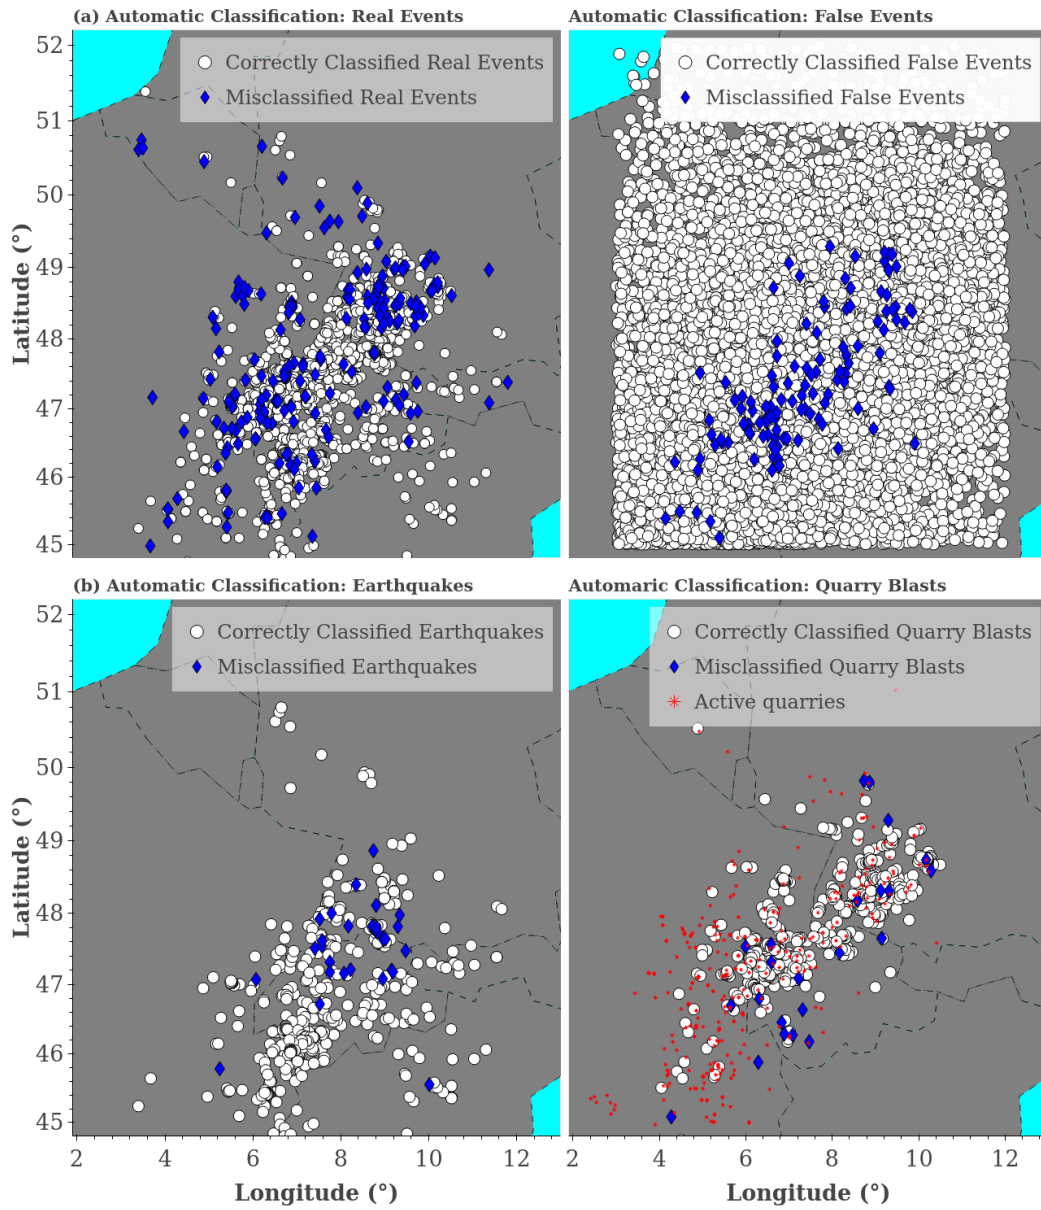 (a) Automatic Classification: Real Events
Automatic Classification: False Events
Correctly Classified Real Events
Misclassified Real Events
Correctly Classified False Events
Misclassified False Events
52
51
50
49
48
47
46
45
Latitude (°)
(b) Automatic Classification: Earthquakes
Automaric Classification: Quarry Blasts
Correctly Classified Earthquakes
Misclassified Earthquakes
Correctly Classified Quarry Blasts
Misclassified Quarry Blasts
Active quarries
52
51
50
49
48
47
46
45
Latitude (°)
2 4 6 8 10 12
2 4 6 8 10 12
Longitude (°)
Longitude (°)